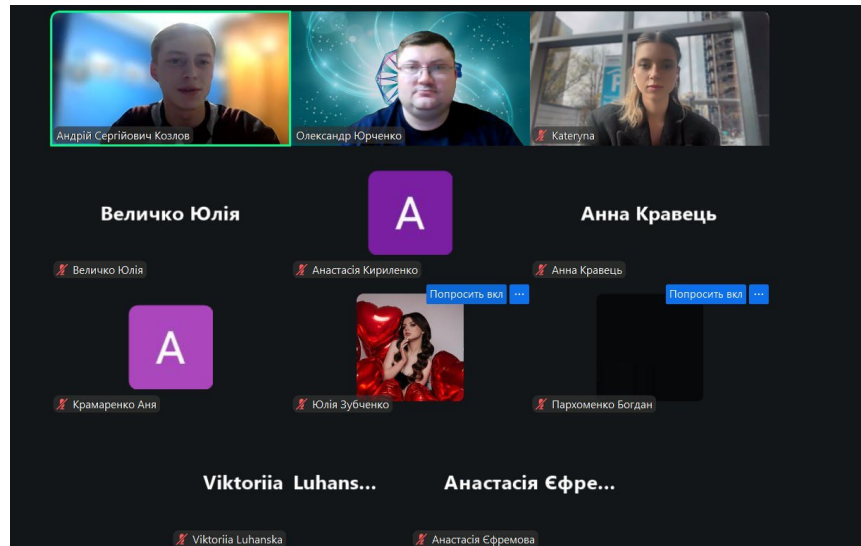 Андрій Сергійович Козлов
Олександр Юрченко
Kateryna
Величко Юлія
Величко Юлія
А
Анастасія Кириленко
Анна Кравець
Анна Кравець
А
Крамаренко Аня
Попросить вкл ...
Юлія Зубченко
Попросить вкл ...
Пархоменко Богдан
Viktoriia Luhans...
Viktoriia Luhanska
Анастасія Єфре...
Анастасія Єфремова